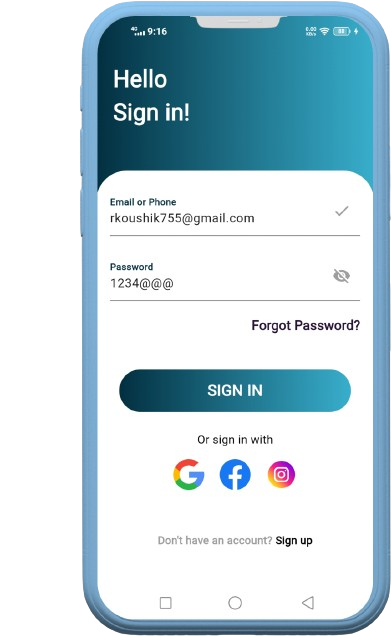 4G 9:16
0.00 KB/s 88
Hello
Sign in!
Email or Phone
rkoushik755@gmail.com
Password
1234@@@
Forgot Password?
SIGN IN
Or sign in with
Don't have an account? Sign up